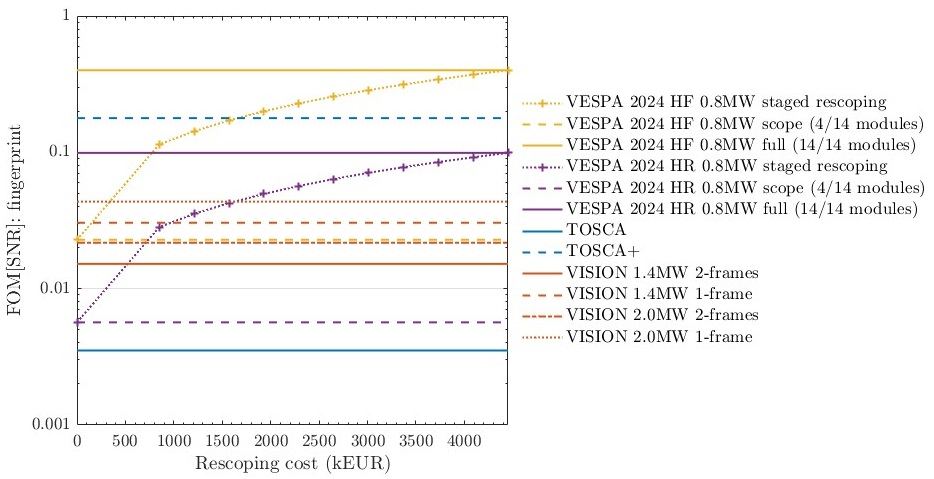 1
0.1
0.01
0.001
FOM[SNR]: fingerprint
0 500 1000 1500 2000 2500 3000 3500 4000
Rescoping cost (kEUR)
VESPA 2024 HF 0.8MW staged rescoping
VESPA 2024 HF 0.8MW scope (4/14 modules)
VESPA 2024 HF 0.8MW full (14/14 modules)
VESPA 2024 HR 0.8MW staged rescoping
VESPA 2024 HR 0.8MW scope (4/14 modules)
VESPA 2024 HR 0.8MW full (14/14 modules)
TOSCA
TOSCA+
VISION 1.4MW 2-frames
VISION 1.4MW 1-frame
VISION 2.0MW 2-frames
VISION 2.0MW 1-frame